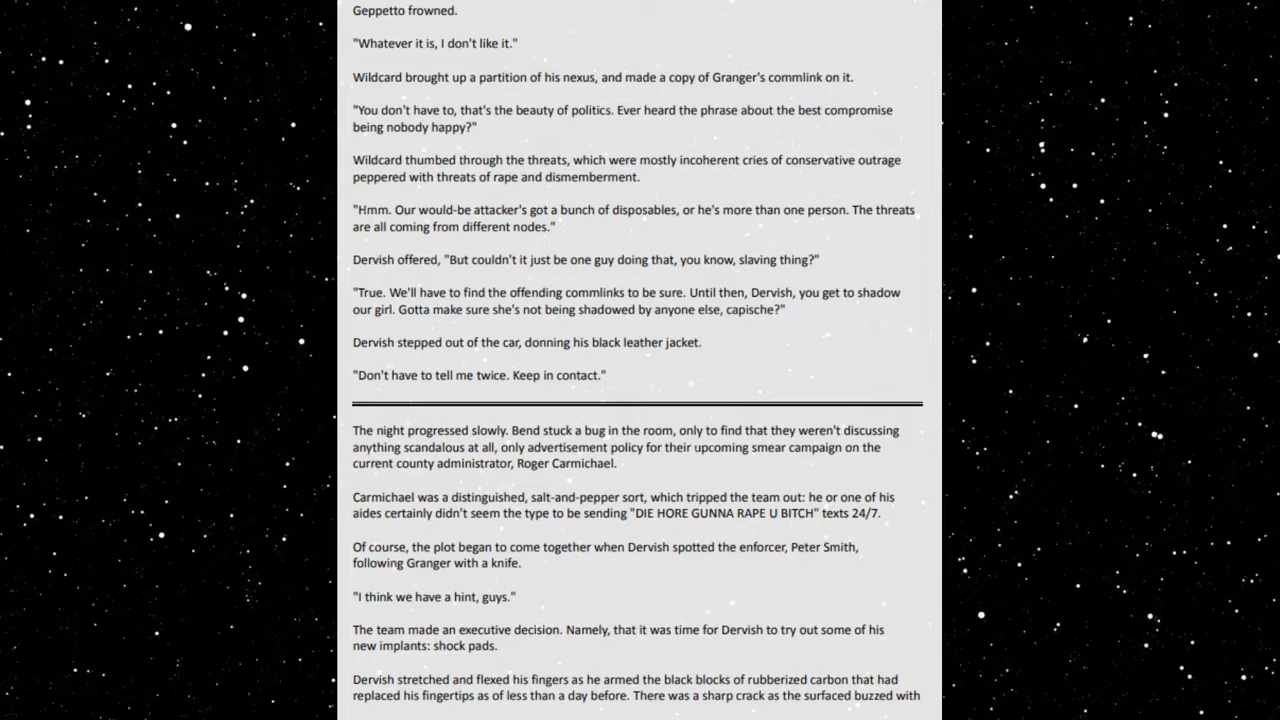 Geppetto frowned.
"Whatever it is, I don't like it."
Wildcard brought up a partition of his nexus, and made a copy of Granger's commlink on it.
"You don't have to, that's the beauty of politics. Ever heard the phrase about the best compromise
being nobody happy?"
Wildcard thumbed through the threats, which were mostly incoherent cries of conservative outrage
peppered with threats of rape and dismemberment.
"Hmm. Our would-be attacker's got a bunch of disposables, or he's more than one person. The threats
are all coming from different nodes."
Dervish offered, "But couldn't it just be one guy doing that, you know, slaving thing?"
"True. We'll have to find the offending commlinks to be sure. Until then, Dervish, you get to shadow
our girl. Gotta make sure she's not being shadowed by anyone else, capische?"
Dervish stepped out of the car, donning his black leather jacket.
"Don't have to tell me twice. Keep in contact."
The night progressed slowly. Bend stuck a bug in the room, only to find that they weren't discussing
anything scandalous at all, only advertisement policy for their upcoming smear campaign on the
current county administrator, Roger Carmichael.
Carmichael was a distinguished, salt-and-pepper sort, which tripped the team out: he or one of his
aides certainly didn't seem the type to be sending "DIE HORE GUNNA RAPE U BITCH" texts 24/7.
Of course, the plot began to come together when Dervish spotted the enforcer, Peter Smith,
following Granger with a knife.
"I think we have a hint, guys."
The team made an executive decision. Namely, that it was time for Dervish to try out some of his
new implants: shock pads.
Dervish stretched and flexed his fingers as he armed the black blocks of rubberized carbon that had
replaced his fingertips as of less than a day before. There was a sharp crack as the surfaced buzzed with